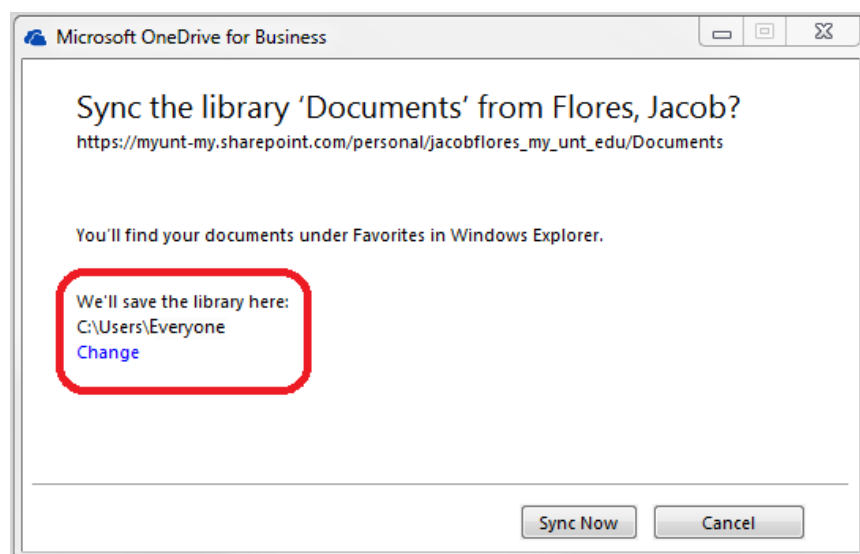 Microsoft OneDrive for Business
Sync the library ‘Documents’ from Flores, Jacob?
https://myunt-my.sharepoint.com/personal/jacobflores_my_unt_edu/Documents
You'll find your documents under Favorites in Windows Explorer.
We'll save the library here:
C:\Users\Everyone
Change
Sync Now Cancel